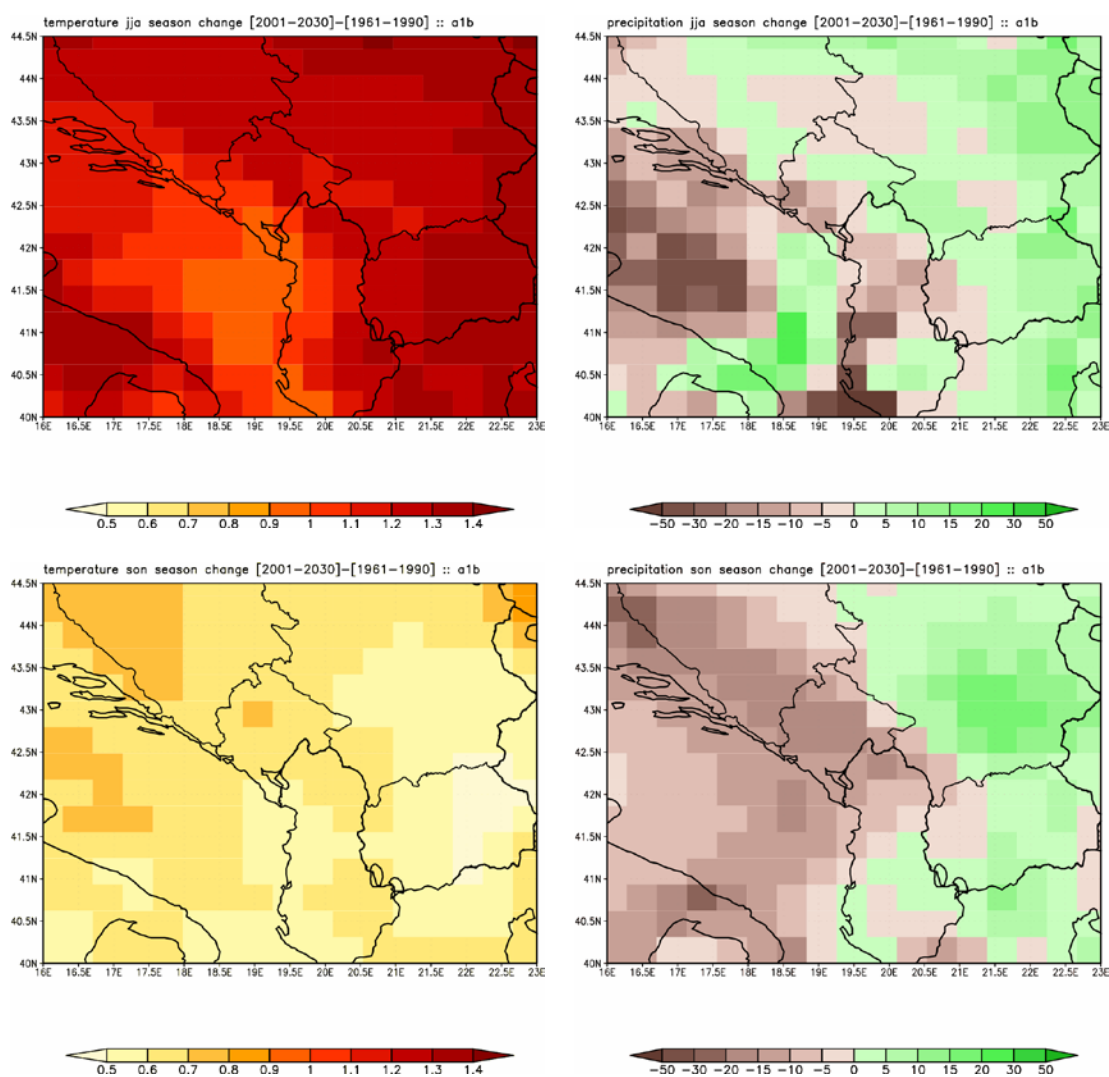 temperature jja season change [2001-2030]-[1961-1990] :: a1b
44.5N
44N
43.5N
43N
42.5N
42N
41.5N
41N
40.5N
40N
16E 16.5E 17E 17.5E 18E 18.5E 19E 19.5E 20E 20.5E 21E 21.5E 22E 22.5E 23E
0.5 0.6 0.7 0.8 0.9 1 1.1 1.2 1.3 1.4
precipitation jja season change [2001-2030]-[1961-1990] :: a1b
44.5N
44N
43.5N
43N
42.5N
42N
41.5N
41N
40.5N
40N
16E 16.5E 17E 17.5E 18E 18.5E 19E 19.5E 20E 20.5E 21E 21.5E 22E 22.5E 23E
-50 -30 -20 -15 -10 -5 0 5 15 20 30 50
temperature son season change [2001-2030]-[1961-1990] :: a1b
44.5N
44N
43.5N
43N
42.5N
42N
41.5N
41N
40.5N
40N
16E 16.5E 17E 17.5E 18E 18.5E 19E 19.5E 20E 20.5E 21E 21.5E 22E 22.5E 23E
0.5 0.6 0.7 0.8 0.9 1 1.1 1.2 1.3 1.4
precipitation son season change [2001-2030]-[1961-1990] :: a1b
44.5N
44N
43.5N
43N
42.5N
42N
41.5N
41N
40.5N
40N
16E 16.5E 17E 17.5E 18E 18.5E 19E 19.5E 20E 20.5E 21E 21.5E 22E 22.5E 23E
-50 -30 -20 -15 -10 -5 0 5 15 20 30 50